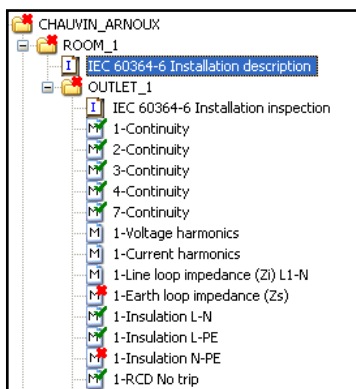 CHAUVIN_ARNOUX
ROOM_1
IEC 60364-6 Installation description
OUTLET_1
IEC 60364-6 Installation inspection
1-Continuity
2-Continuity
3-Continuity
4-Continuity
7-Continuity
1-Voltage harmonics
1-Current harmonics
1-Line loop impedance (Zi) L1-N
1-Earth loop impedance (Zs)
1-Insulation L-N
1-Insulation L-PE
1-Insulation N-PE
1-RCD No trip